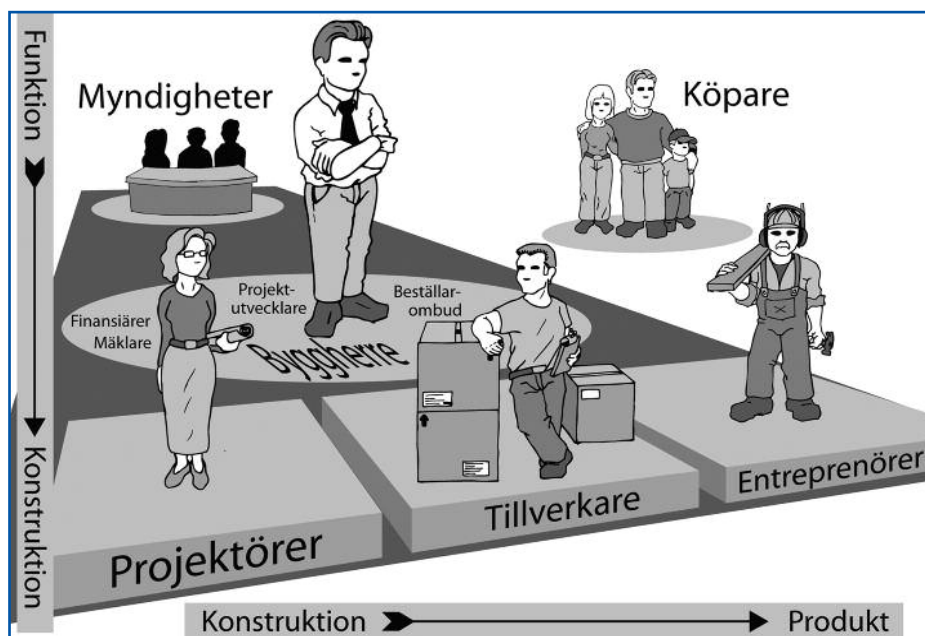 Funktion
Konstruktion
Myndigheter
Köpare
Finansiärer
Mäklare
Projekt-
utvecklare
Beställar-
ombud
Byggherre
Projektörer
Tillverkare
Entreprenörer
Konstruktion
Produkt